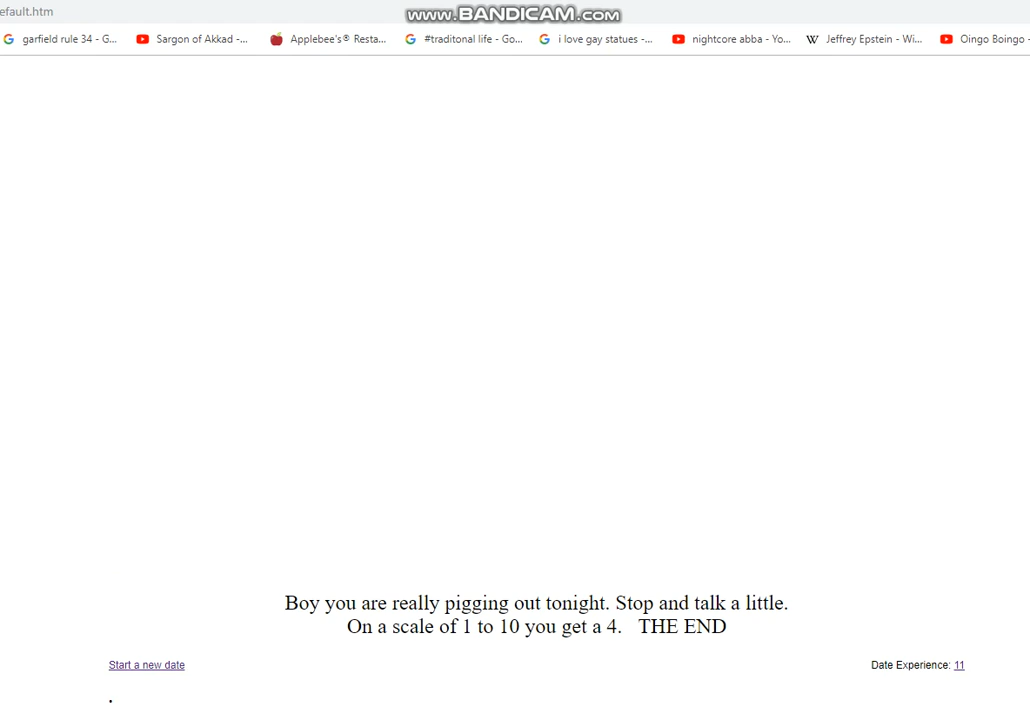 efault.htm
www.BANDICAM.com
garfield rule 34 - G...
Sargon of Akkad -...
Applebee's® Resta...
#traditonal life - Go...
i love gay statues -...
nightcore abba - Yo...
Jeffrey Epstein - Wi...
Oingo Boingo -
Boy you are really pigging out tonight. Stop and talk a little.
On a scale of 1 to 10 you get a 4.   THE END
Start a new date
Date Experience: 11
.